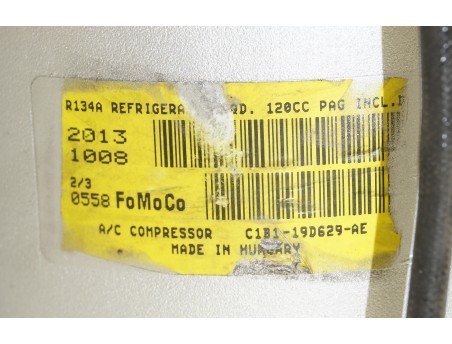 R134A REFRIGERA QD. 120CC PAG INCL.
2013
1008
2/3
0558 FoMoCo
A/C COMPRESSOR C1B1-19D629-AE
MADE IN HUNGARY